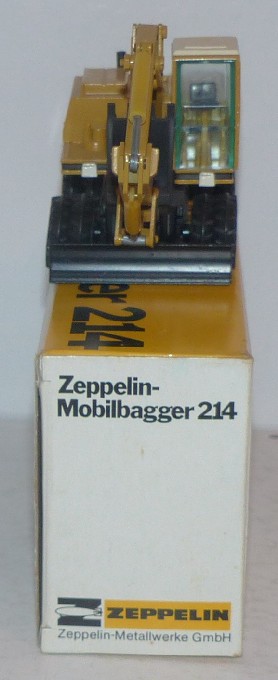 er 214
Zeppelin-
Mobilbagger 214
ZEPPELIN
Zeppelin-Metallwerke GmbH